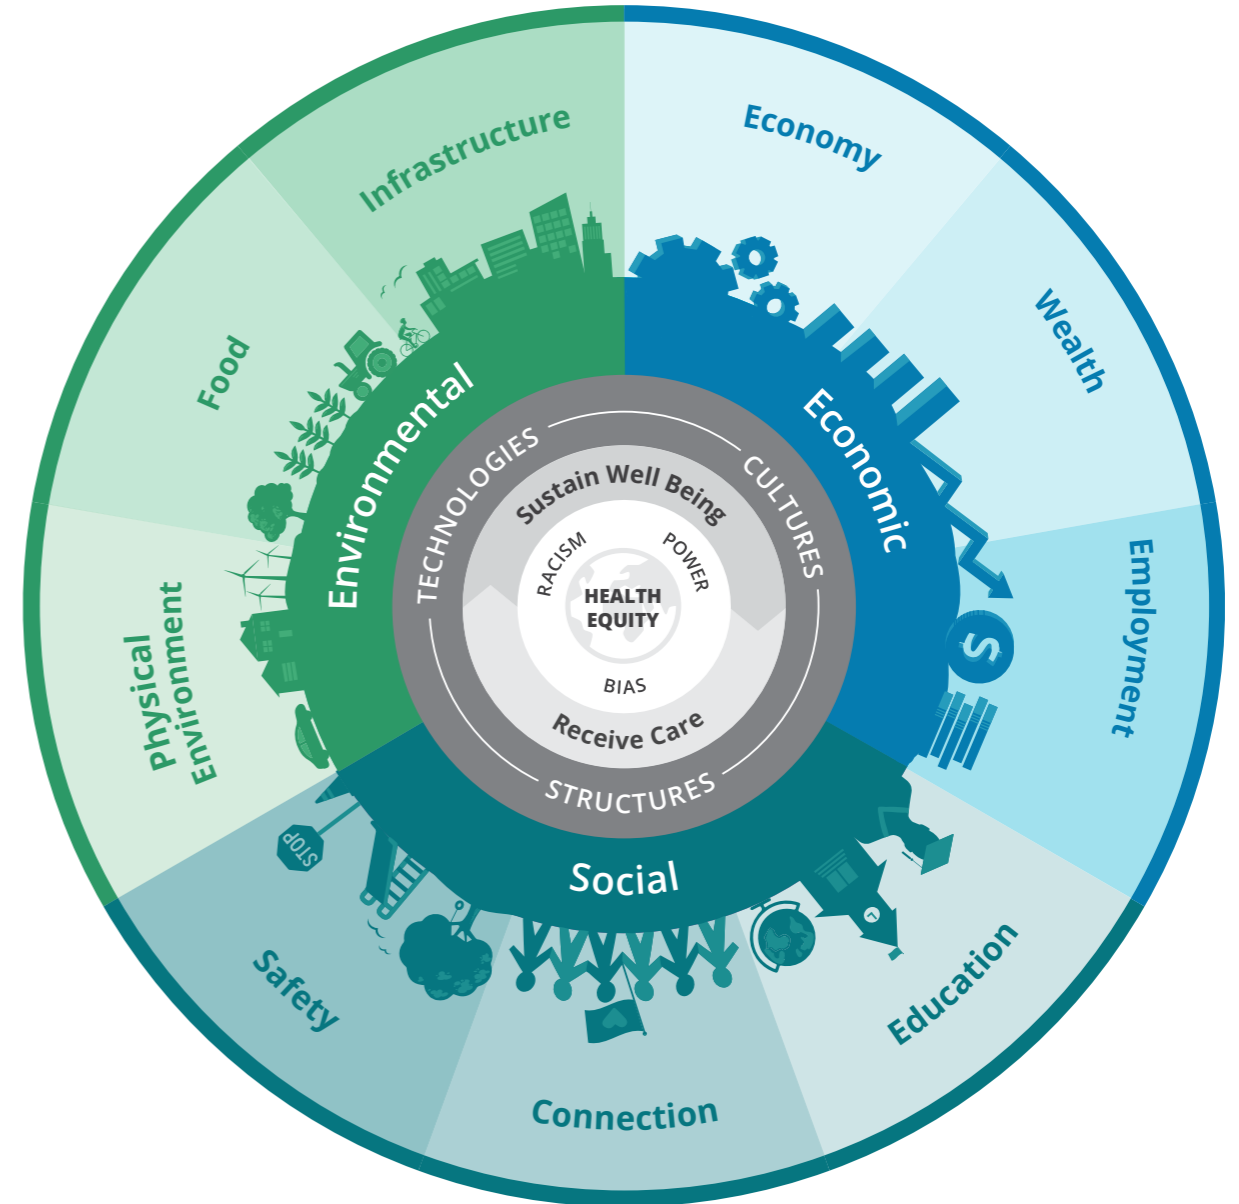 Infrastructure
Economy
Wealth
Employment
Education
Connection
Safety
Physical
Environment
Food
Environmental
Economic
Social
STOP
$
TECHNOLOGIES
CULTURES
STRUCTURES
Sustain Well Being
Receive Care
RACISM
POWER
BIAS
HEALTH
EQUITY